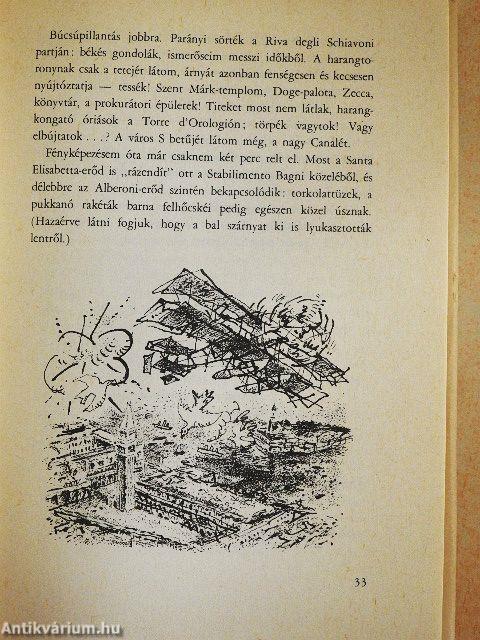 Búcsúpillantás jobbra. Parányi sörték a Riva degli Schiavoni
partján: békés gondolák, ismerőseim messzi időkből. A harangto-
ronynak csak a tetejét látom, árnyát azonban fenségesen és kecsesen
nyújtóztatja — tessék! Szent Márk-templom, Doge-palota, Zecca,
könyvtár, a prokurátori épületek! Titeket most nem látlak, harang-
kongató óriások a Torre d'Orologión; törpék vagytok! Vagy
elbújtatok . . .? A város S betűjét látom még, a nagy Canalét.
Fényképezésem óta már csaknem két perc telt el. Most a Santa
Elisabetta-erőd is „rázendít" ott a Stabilimento Bagni közeléből, és
délebbre az Alberoni-erőd szintén bekapcsolódik: torkolattüzek, a
pukkanó rakéták barna felhőcskéi pedig egészen közel úsznak.
(Hazaérve látni fogjuk, hogy a bal szárnyat ki is lyukasztották
lentről.)
33
Antikvárium.hu